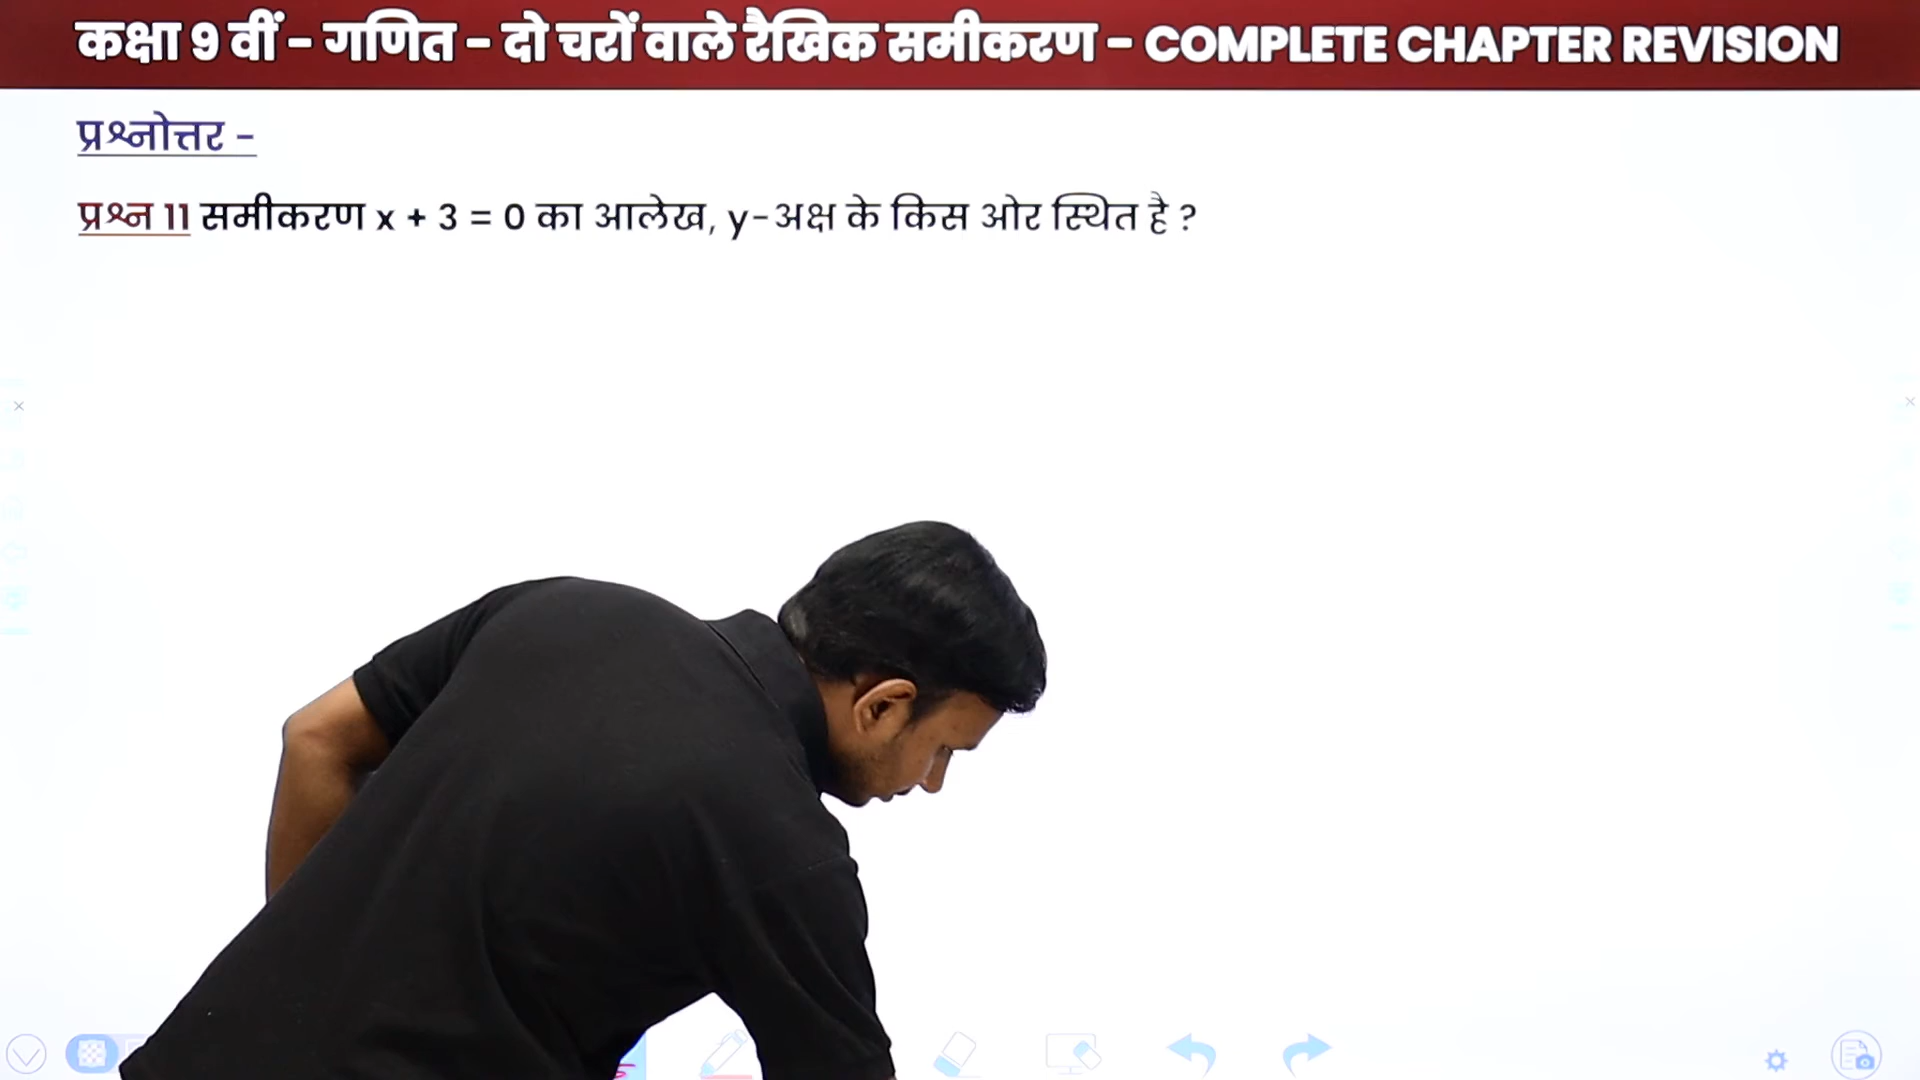 कक्षा 9 वीं - गणित - दो चरों वाले रैखिक समीकरण - COMPLETE CHAPTER REVISION
प्रश्नोत्तर -
प्रश्न 11 समीकरण x + 3 = 0 का आलेख, y-अक्ष के किस ओर स्थित है ?